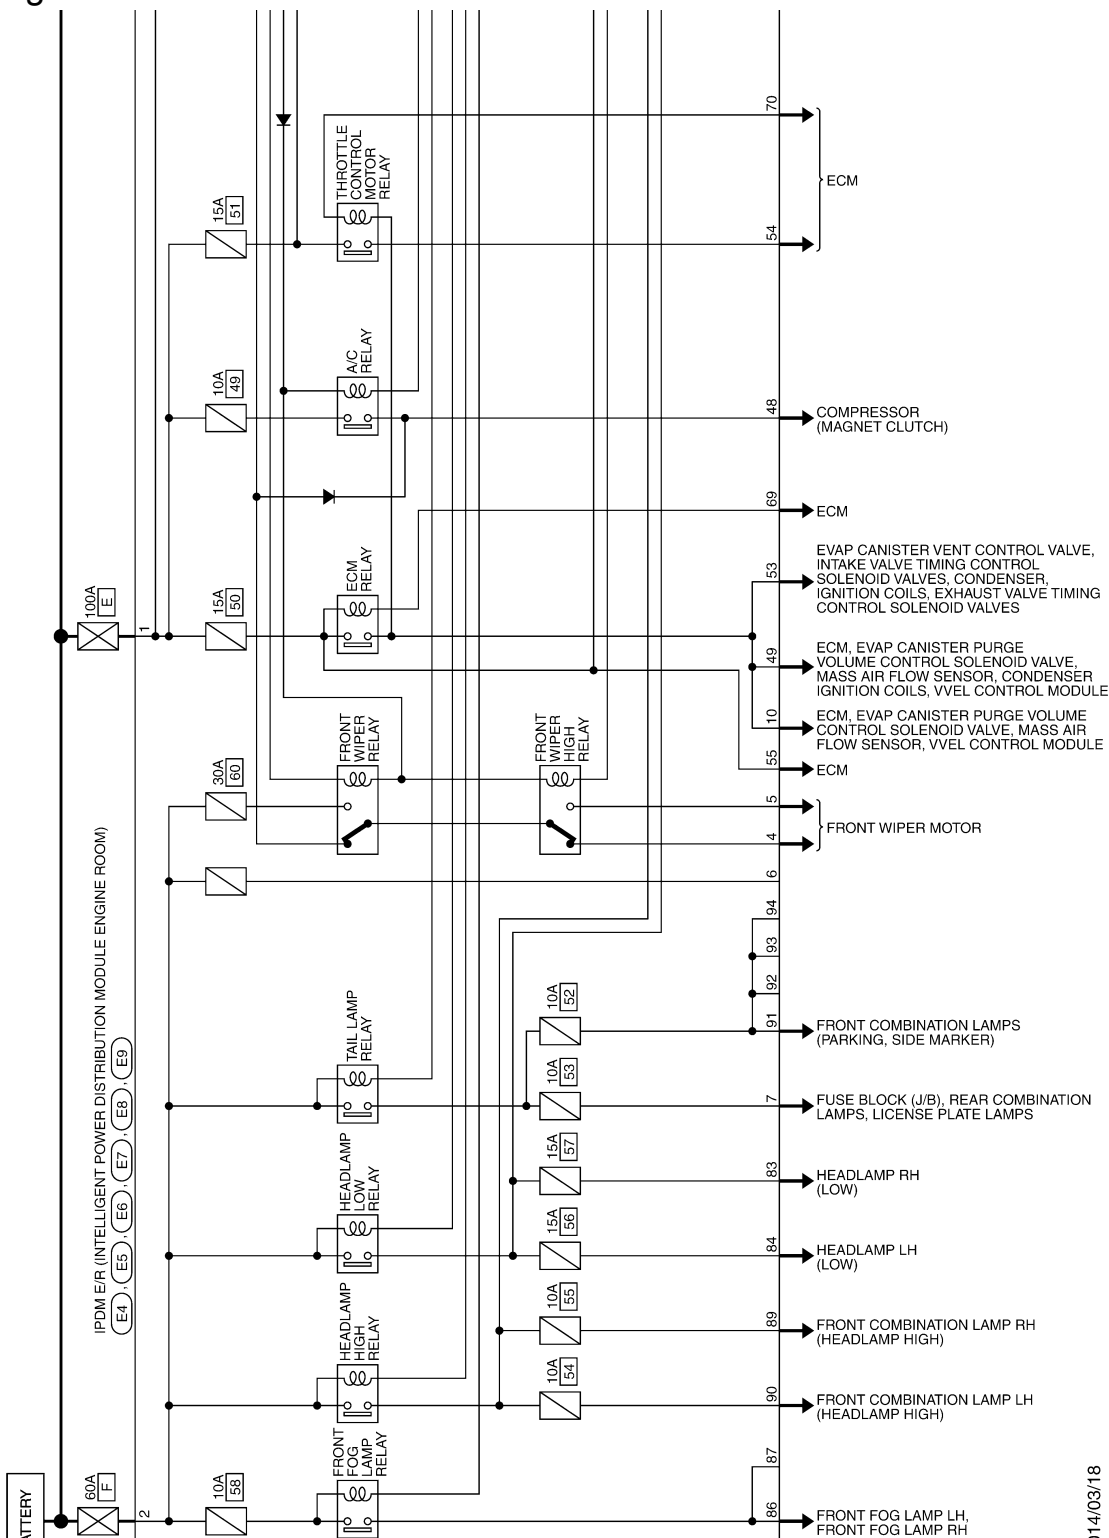 70
THROTTLE
CONTROL
MOTOR
RELAY
ECM
15A
51
54
A/C
RELAY
10A
49
48
COMPRESSOR
(MAGNET CLUTCH)
69
ECM
ECM
RELAY
53
EVAP CANISTER VENT CONTROL VALVE,
INTAKE VALVE TIMING CONTROL
SOLENOID VALVES, CONDENSER,
IGNITION COILS, EXHAUST VALVE TIMING
CONTROL SOLENOID VALVES
100A
E
1
15A
50
49
ECM, EVAP CANISTER PURGE
VOLUME CONTROL SOLENOID VALVE,
MASS AIR FLOW SENSOR, CONDENSER
IGNITION COILS, VVEL CONTROL MODULE
10
ECM, EVAP CANISTER PURGE VOLUME
CONTROL SOLENOID VALVE, MASS AIR
FLOW SENSOR, VVEL CONTROL MODULE
FRONT
WIPER
RELAY
FRONT
WIPER
HIGH
RELAY
55
ECM
30A
60
5
4
FRONT WIPER MOTOR
6
94
93
92
IPDM E/R (INTELLIGENT POWER DISTRIBUTION MODULE ENGINE ROOM)
E4 , E5 , E6 , E7 , E8 , E9
TAIL LAMP
RELAY
10A
52
91
FRONT COMBINATION LAMPS
(PARKING, SIDE MARKER)
10A
53
7
FUSE BLOCK (J/B), REAR COMBINATION
LAMPS, LICENSE PLATE LAMPS
HEADLAMP
LOW
RELAY
15A
57
83
HEADLAMP RH
(LOW)
15A
56
84
HEADLAMP LH
(LOW)
HEADLAMP
HIGH
RELAY
10A
55
89
FRONT COMBINATION LAMP RH
(HEADLAMP HIGH)
10A
54
90
FRONT COMBINATION LAMP LH
(HEADLAMP HIGH)
FRONT
FOG
LAMP
RELAY
87
60A
F
2
10A
58
86
FRONT FOG LAMP LH,
FRONT FOG LAMP RH
TTERY
014/03/18